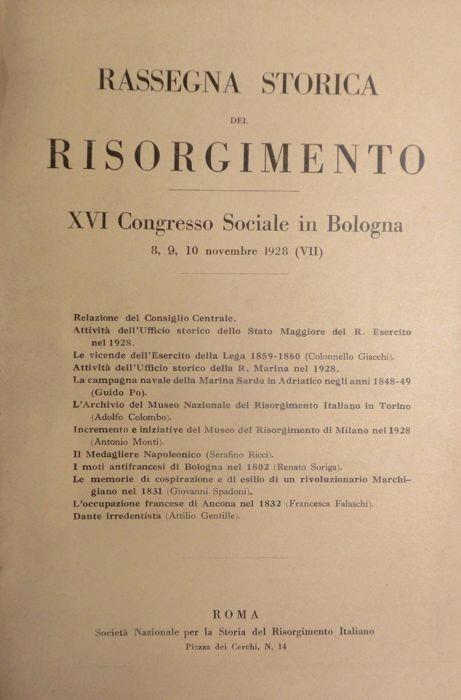 RASSEGNA STORICA
DEL
RISORGIMENTO
XVI Congresso Sociale in Bologna
8, 9, 10 novembre 1928 (VII)
Relazione del Consiglio Centrale.
Attività dell'Ufficio storico dello Stato Maggiore del R. Esercito
nel 1928.
Le vicende dell'Esercito della Lega 1859-1860 (Colonnello Giacchi).
Attività dell'Ufficio storico della R. Marina nel 1928.
La campagna navale della Marina Sarda in Adriatico negli anni 1848-49
(Guido Po).
L'Archivio del Museo Nazionale del Risorgimento Italiano in Torino
(Adolfo Colombo).
Incremento e iniziative del Museo del Risorgimento di Milano nel 1928
(Antonio Monti).
Il Medagliere Napoleonico (Serafino Ricci).
I moti antifrancesi di Bologna nel 1802 (Renato Soriga).
Le memorie di cospirazione e di esilio di un rivoluzionario Marchi-
giano nel 1831 (Giovanni Spadoni).
L'occupazione francese di Ancona nel 1832 (Francesca Falaschi).
Dante irredentista (Attilio Gentille).
ROMA
Società Nazionale per la Storia del Risorgimento Italiano
Piazza dei Cerchi, N. 14